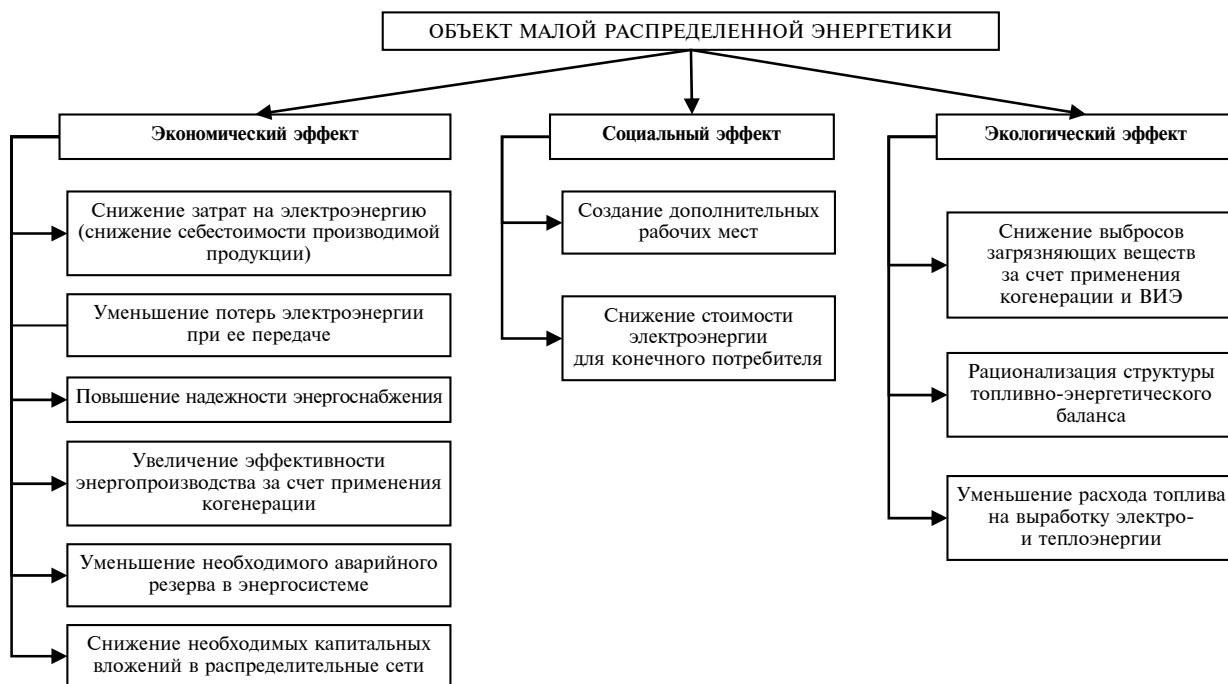 ОБЪЕКТ МАЛОЙ РАСПРЕДЕЛЕННОЙ ЭНЕРГЕТИКИ
Экономический эффект
Снижение затрат на электроэнергию
(снижение себестоимости производимой
продукции)
Уменьшение потерь электроэнергии
при ее передаче
Повышение надежности энергоснабжения
Увеличение эффективности
энергопроизводства за счет применения
когенерации
Уменьшение необходимого аварийного
резерва в энергосистеме
Снижение необходимых капитальных
вложений в распределительные сети
Социальный эффект
Создание дополнительных
рабочих мест
Снижение стоимости
электроэнергии
для конечного потребителя
Экологический эффект
Снижение выбросов
загрязняющих веществ
за счет применения
когенерации и ВИЭ
Рационализация структуры
топливно-энергетического
баланса
Уменьшение расхода топлива
на выработку электро-
и теплоэнергии